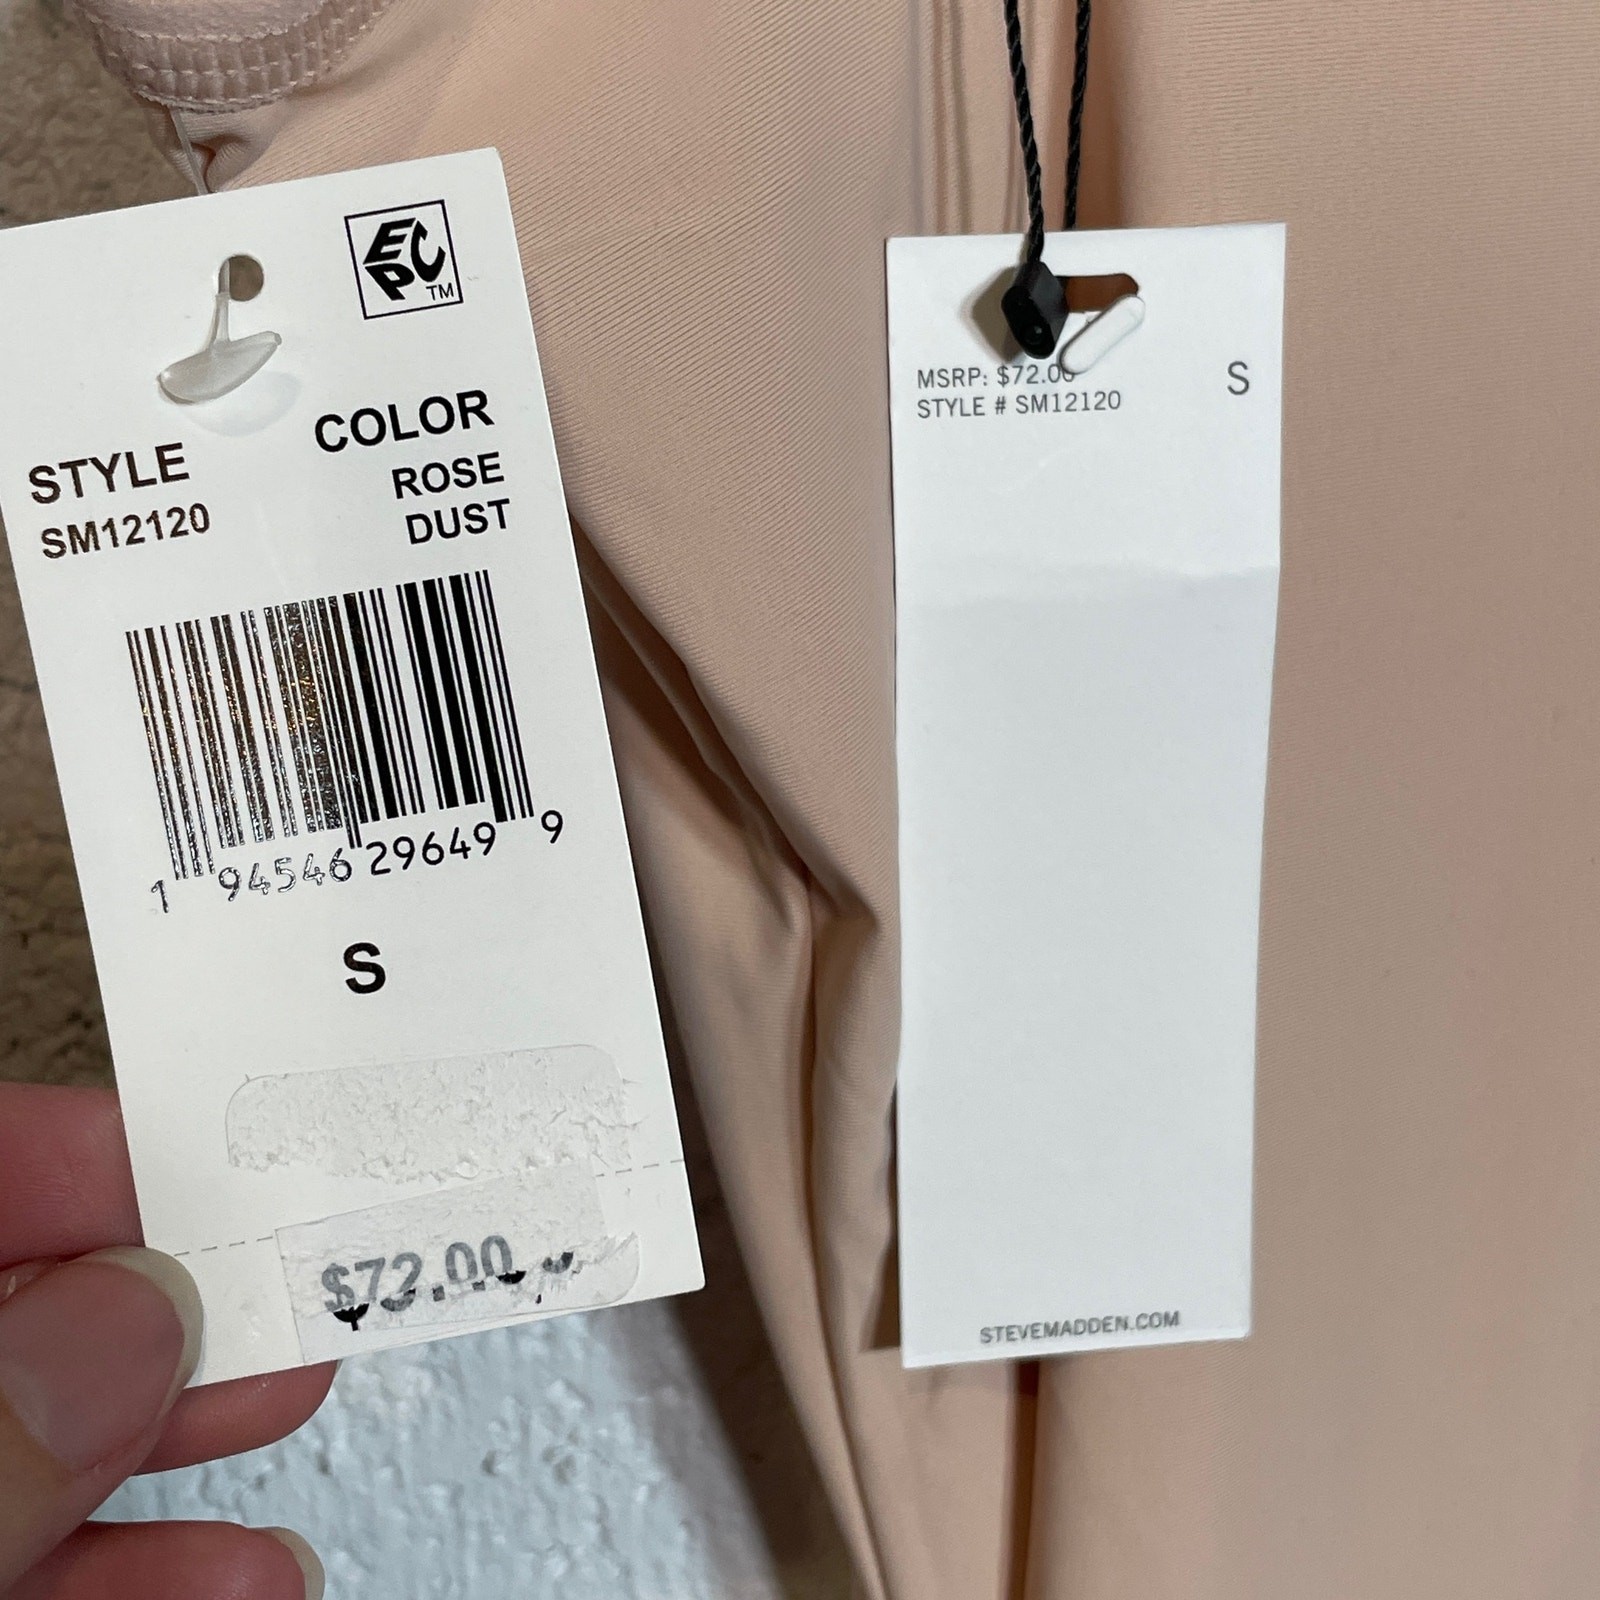 EPC TM
STYLE
SM12120
COLOR
ROSE
DUST
1 94546 29649 9
S
$72.00
MSRP: $72.00
STYLE # SM12120
S
STEVEMADDEN.COM